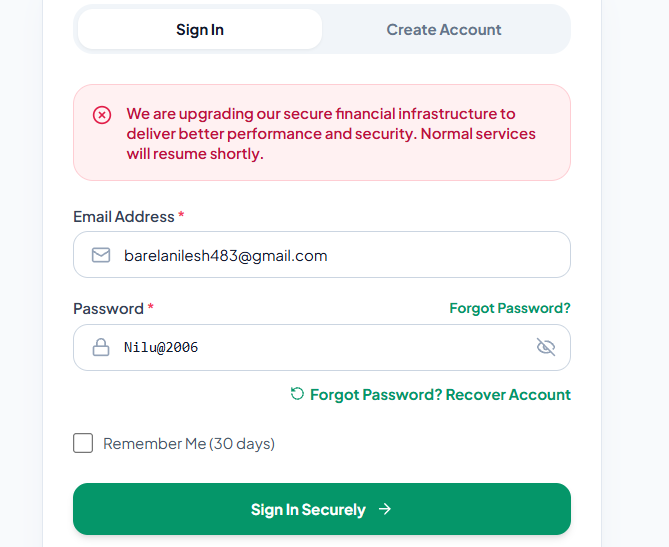 Sign In
Create Account
We are upgrading our secure financial infrastructure to
deliver better performance and security. Normal services
will resume shortly.
Email Address *
barelanilesh483@gmail.com
Password *
Forgot Password?
Nilu@2006
Forgot Password? Recover Account
Remember Me (30 days)
Sign In Securely →